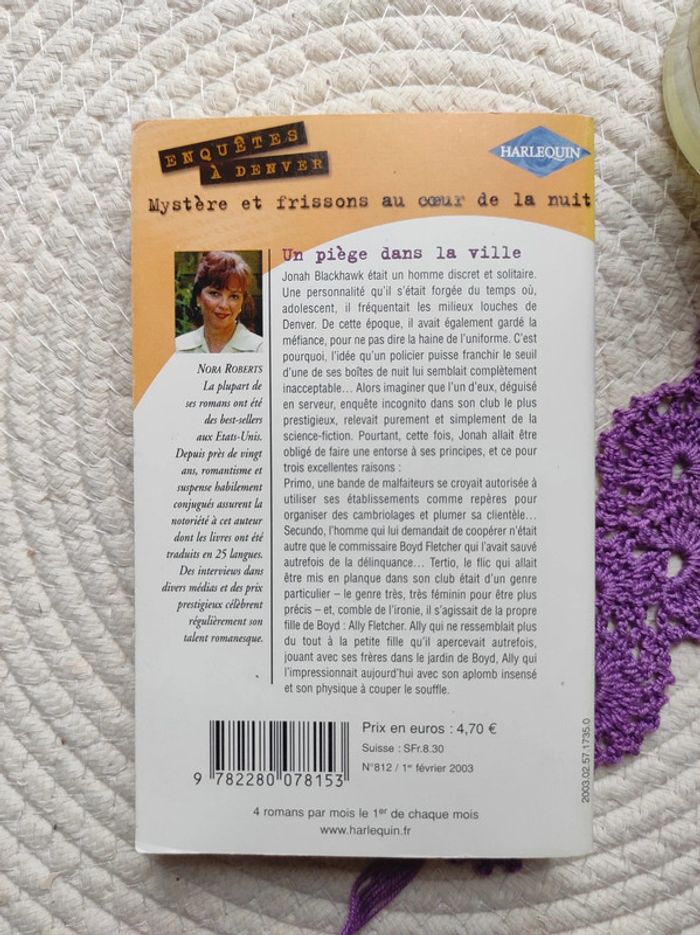 ENQUÊTES
À DENVER
HARLEQUIN
Mystère et frissons au cœur de la nuit
Un piège dans la ville
Jonah Blackhawk était un homme discret et solitaire.
Une personnalité qu'il s'était forgée du temps où,
adolescent, il fréquentait les milieux louches de
Denver. De cette époque, il avait également gardé la
méfiance, pour ne pas dire la haine de l'uniforme. C'est
pourquoi, l'idée qu'un policier puisse franchir le seuil
d'une de ses boîtes de nuit lui semblait complètement
inacceptable… Alors imaginer que l'un d'eux, déguisé
en serveur, enquête incognito dans son club le plus
prestigieux, relevait purement et simplement de la
science-fiction. Pourtant, cette fois, Jonah allait être
obligé de faire une entorse à ses principes, et ce pour
trois excellentes raisons :
Primo, une bande de malfaiteurs se croyait autorisée à
utiliser ses établissements comme repères pour
organiser des cambriolages et plumer sa clientèle…
Secundo, l'homme qui lui demandait de coopérer n'était
autre que le commissaire Boyd Fletcher qui l'avait sauvé
autrefois de la délinquance… Tertio, le flic qui allait
être mis en planque dans son club était d'un genre
particulier – le genre très, très féminin pour être plus
précis – et, comble de l'ironie, il s'agissait de la propre
fille de Boyd : Ally Fletcher. Ally qui ne ressemblait plus
du tout à la petite fille qu'il apercevait autrefois,
jouant avec ses frères dans le jardin de Boyd, Ally qui
l'impressionnait aujourd'hui avec son aplomb insensé
et son physique à couper le souffle.
NORA ROBERTS
La plupart de
ses romans ont été
des best-sellers
aux Etats-Unis.
Depuis près de vingt
ans, romantisme et
suspense habilement
conjugués assurent la
notoriété à cet auteur
dont les livres ont été
traduits en 25 langues.
Des interviews dans
divers médias et des prix
prestigieux célèbrent
régulièrement son
talent romanesque.
9 782280 078153
Prix en euros : 4,70 €
Suisse : SFr.8.30
N°812 / 1er février 2003
2003.02.57.1735.0
4 romans par mois le 1er de chaque mois
www.harlequin.fr